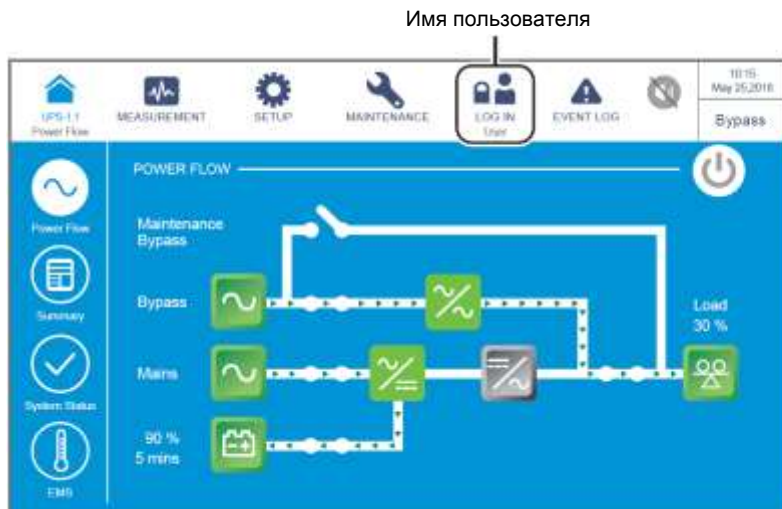 Имя пользователя
UPS-1.1
Power Flow
MEASUREMENT
SETUP
MAINTENANCE
LOG IN
User
EVENT LOG
10:15
May 25,2018
Bypass
POWER FLOW
Power Flow
Maintenance
Bypass
Summary
Bypass
Load
30 %
System Status
Mains
90 %
5 mins
EMS